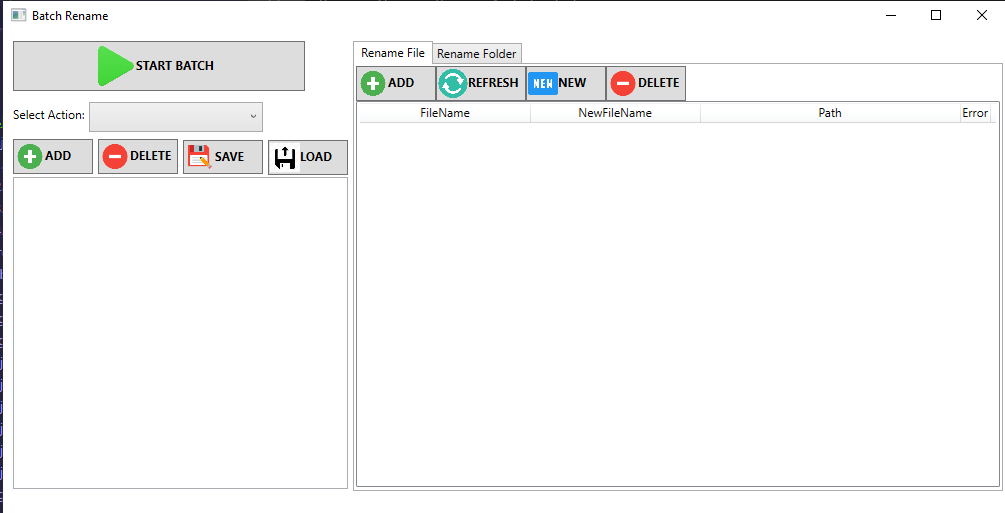 Batch Rename
START BATCH
Select Action:
ADD DELETE SAVE LOAD
Rename File Rename Folder
ADD REFRESH NEW NEW DELETE
FileName NewFileName Path Error